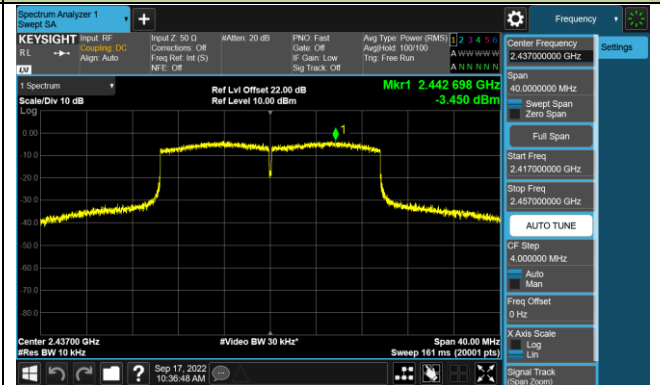 Spectrum Analyzer 1
Swept SA
+
Frequency
KEYSIGHT
RL
Input: RF
Coupling: DC
Align: Auto
Input Z: 50 Ω
Corrections: Off
Freq Ref: Int (S)
NFE: Off
#Atten: 20 dB
PNO: Fast
Gate: Off
IF Gain: Low
Sig Track: Off
Avg Type: Power (RMS)
Avg|Hold: 100/100
Trig: Free Run
1 2 3 4 5 6
A W W W W W
A N N N N N
1 Spectrum
Scale/Div 10 dB
Log
Ref Lvl Offset 22.00 dB
Ref Level 10.00 dBm
Mkr1 2.442 698 GHz
-3.450 dBm
1
0.00
-10.0
-20.0
-30.0
-40.0
-50.0
-60.0
-70.0
-80.0
Center 2.43700 GHz
#Res BW 10 kHz
#Video BW 30 kHz*
Span 40.00 MHz
Sweep 161 ms (20001 pts)
Sep 17, 2022
10:36:48 AM
?
Center Frequency
2.437000000 GHz
Settings
Span
40.0000000 MHz
Swept Span
Zero Span
Full Span
Start Freq
2.417000000 GHz
Stop Freq
2.457000000 GHz
AUTO TUNE
CF Step
4.000000 MHz
Auto
Man
Freq Offset
0 Hz
X Axis Scale
Log
Lin
Signal Track
(Span Zoom)